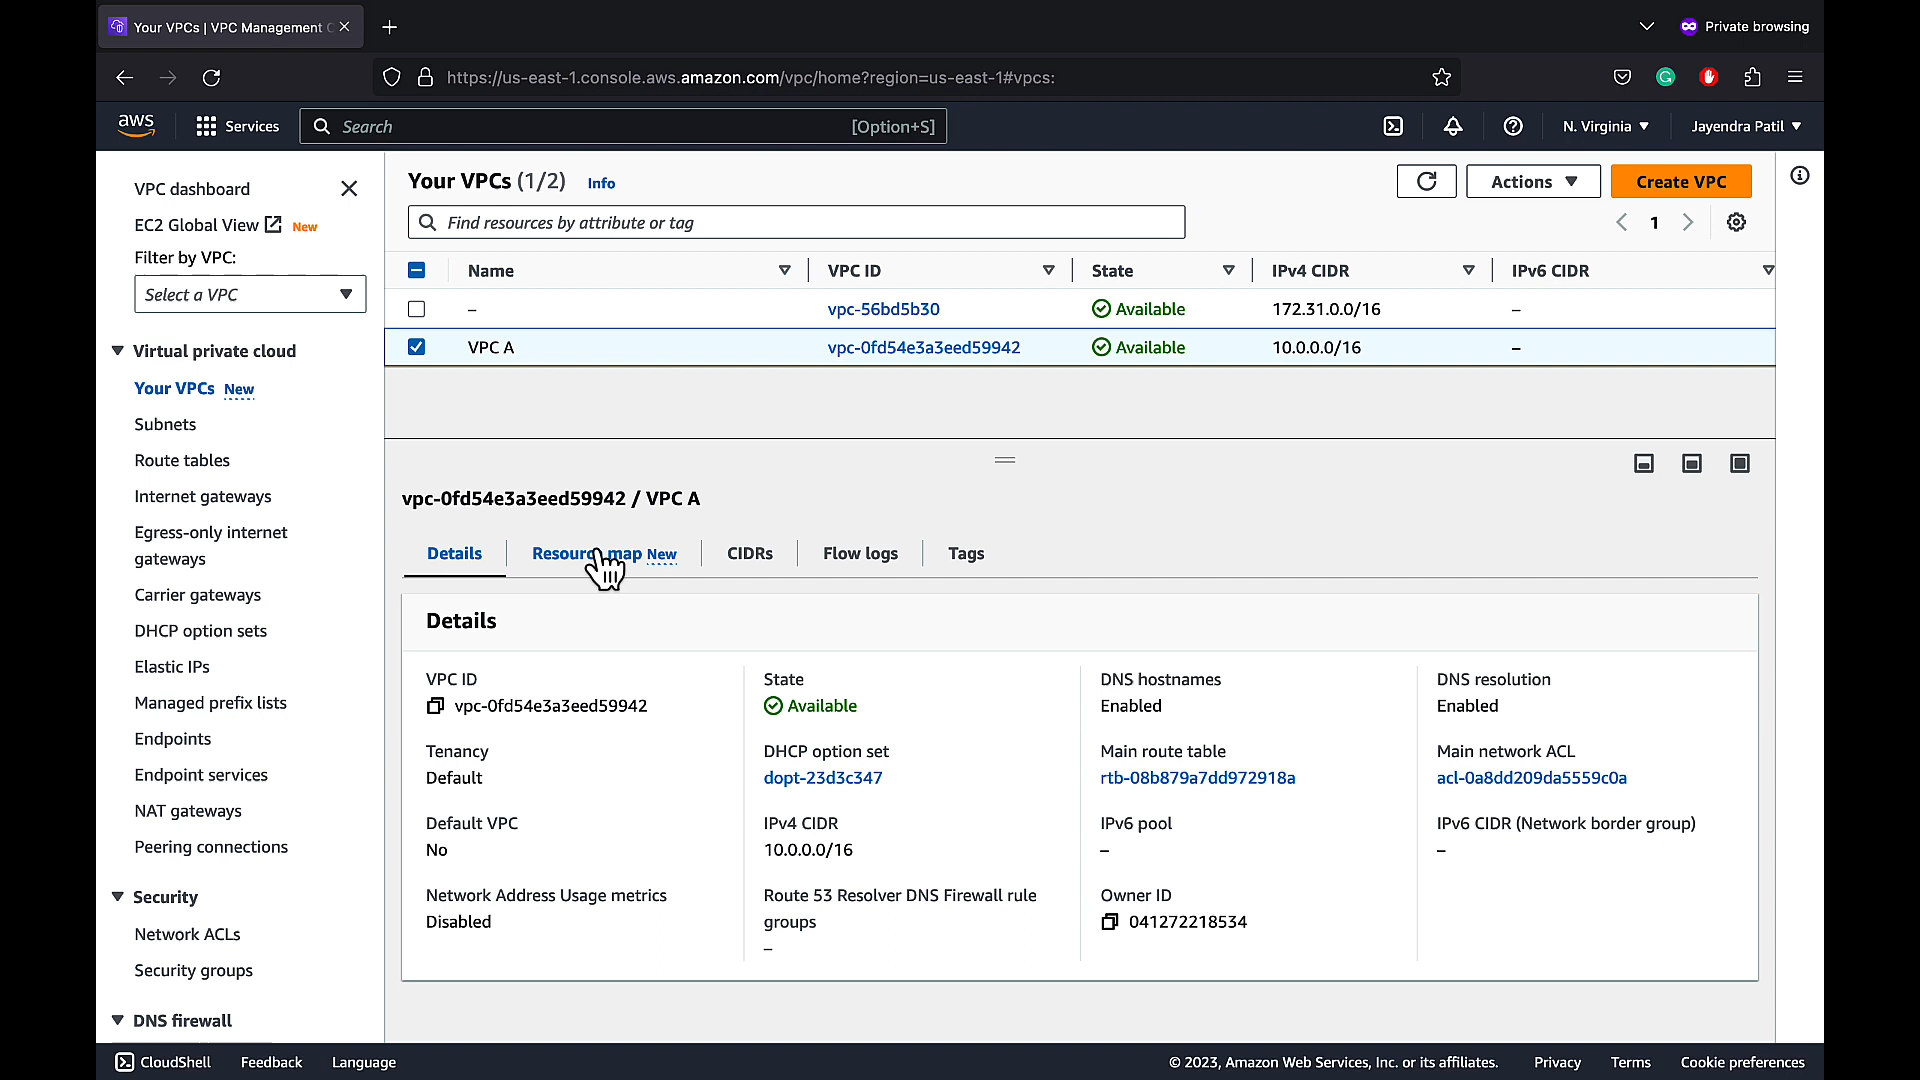 Your VPCs | VPC Management C
Private browsing
https://us-east-1.console.aws.amazon.com/vpc/home?region=us-east-1#vpcs:
aws
Services
Search
[Option+S]
N. Virginia
Jayendra Patil
VPC dashboard
EC2 Global View New
Filter by VPC:
Select a VPC
Virtual private cloud
Your VPCs New
Subnets
Route tables
Internet gateways
Egress-only internet
gateways
Carrier gateways
DHCP option sets
Elastic IPs
Managed prefix lists
Endpoints
Endpoint services
NAT gateways
Peering connections
Security
Network ACLs
Security groups
DNS firewall
Your VPCs (1/2) Info
Actions
Create VPC
Find resources by attribute or tag
1
Name VPC ID State IPv4 CIDR IPv6 CIDR
– vpc-56bd5b30 Available 172.31.0.0/16 –
VPC A vpc-0fd54e3a3eed59942 Available 10.0.0.0/16 –
vpc-0fd54e3a3eed59942 / VPC A
Details Resource map New CIDRs Flow logs Tags
Details
VPC ID
vpc-0fd54e3a3eed59942
State
Available
DNS hostnames
Enabled
DNS resolution
Enabled
Tenancy
Default
DHCP option set
dopt-23d3c347
Main route table
rtb-08b879a7dd972918a
Main network ACL
acl-0a8dd209da5559c0a
Default VPC
No
IPv4 CIDR
10.0.0.0/16
IPv6 pool
–
IPv6 CIDR (Network border group)
–
Network Address Usage metrics
Disabled
Route 53 Resolver DNS Firewall rule
groups
–
Owner ID
041272218534
CloudShell Feedback Language
© 2023, Amazon Web Services, Inc. or its affiliates. Privacy Terms Cookie preferences